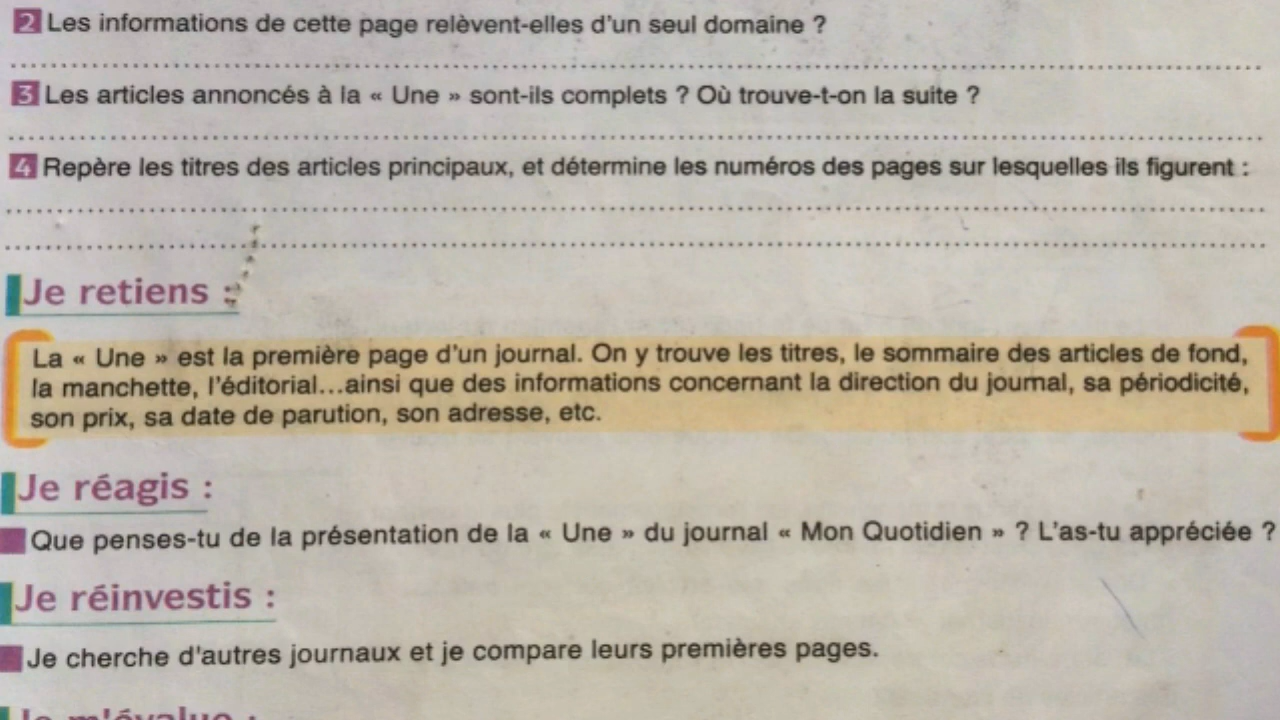 2 Les informations de cette page relèvent-elles d'un seul domaine ?
3 Les articles annoncés à la « Une » sont-ils complets ? Où trouve-t-on la suite ?
4 Repère les titres des articles principaux, et détermine les numéros des pages sur lesquelles ils figurent :
Je retiens :
La « Une » est la première page d'un journal. On y trouve les titres, le sommaire des articles de fond,
la manchette, l'éditorial...ainsi que des informations concernant la direction du journal, sa périodicité,
son prix, sa date de parution, son adresse, etc.
Je réagis :
Que penses-tu de la présentation de la « Une » du journal « Mon Quotidien » ? L'as-tu appréciée ?
Je réinvestis :
Je cherche d'autres journaux et je compare leurs premières pages.
Je m'évalue :